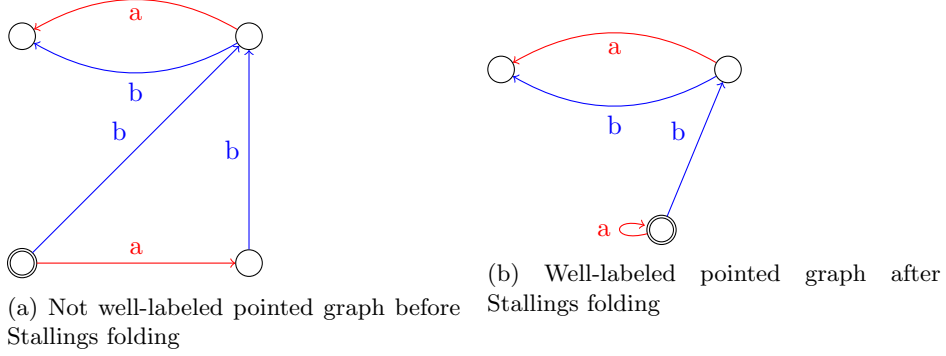 a
b
b
b
a
(a) Not well-labeled pointed graph before
Stallings folding
a
b
b
a
(b) Well-labeled pointed graph after
Stallings folding